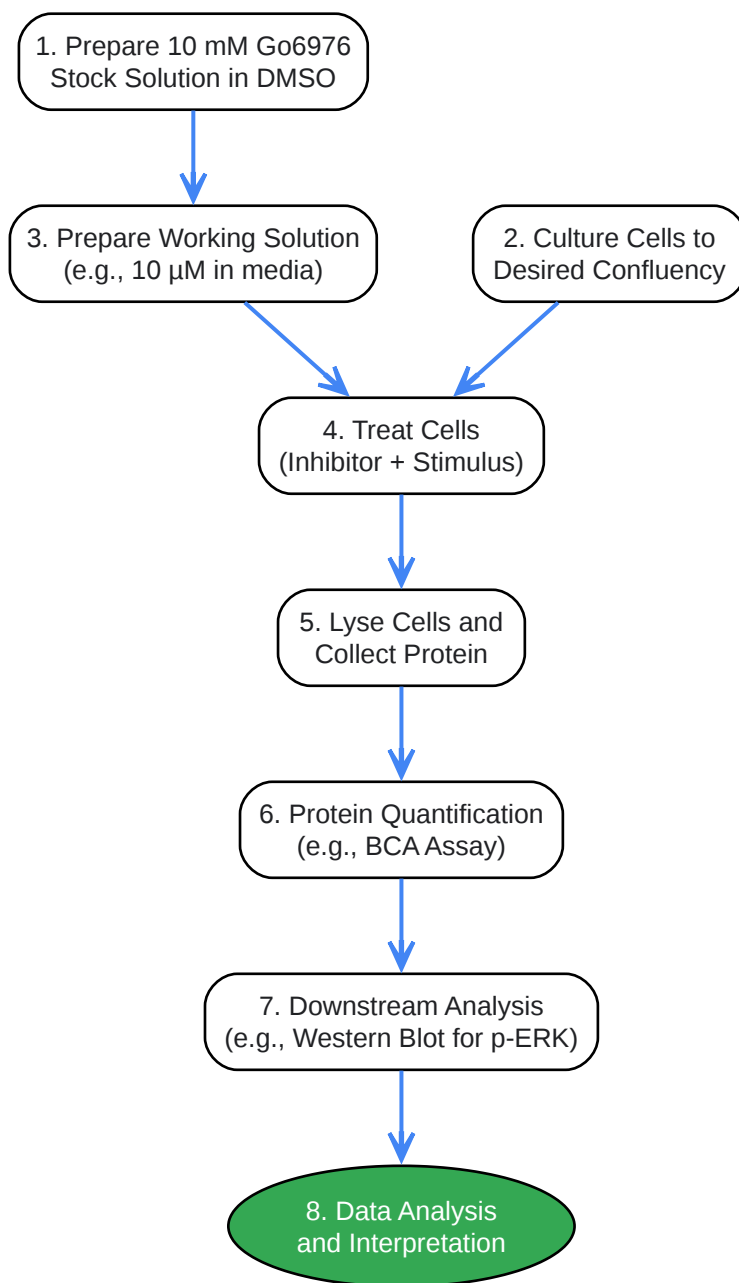 1. Prepare 10 mM Go6976
Stock Solution in DMSO
3. Prepare Working Solution
(e.g., 10 µM in media)
2. Culture Cells to
Desired Confluency
4. Treat Cells
(Inhibitor + Stimulus)
5. Lyse Cells and
Collect Protein
6. Protein Quantification
(e.g., BCA Assay)
7. Downstream Analysis
(e.g., Western Blot for p-ERK)
8. Data Analysis
and Interpretation